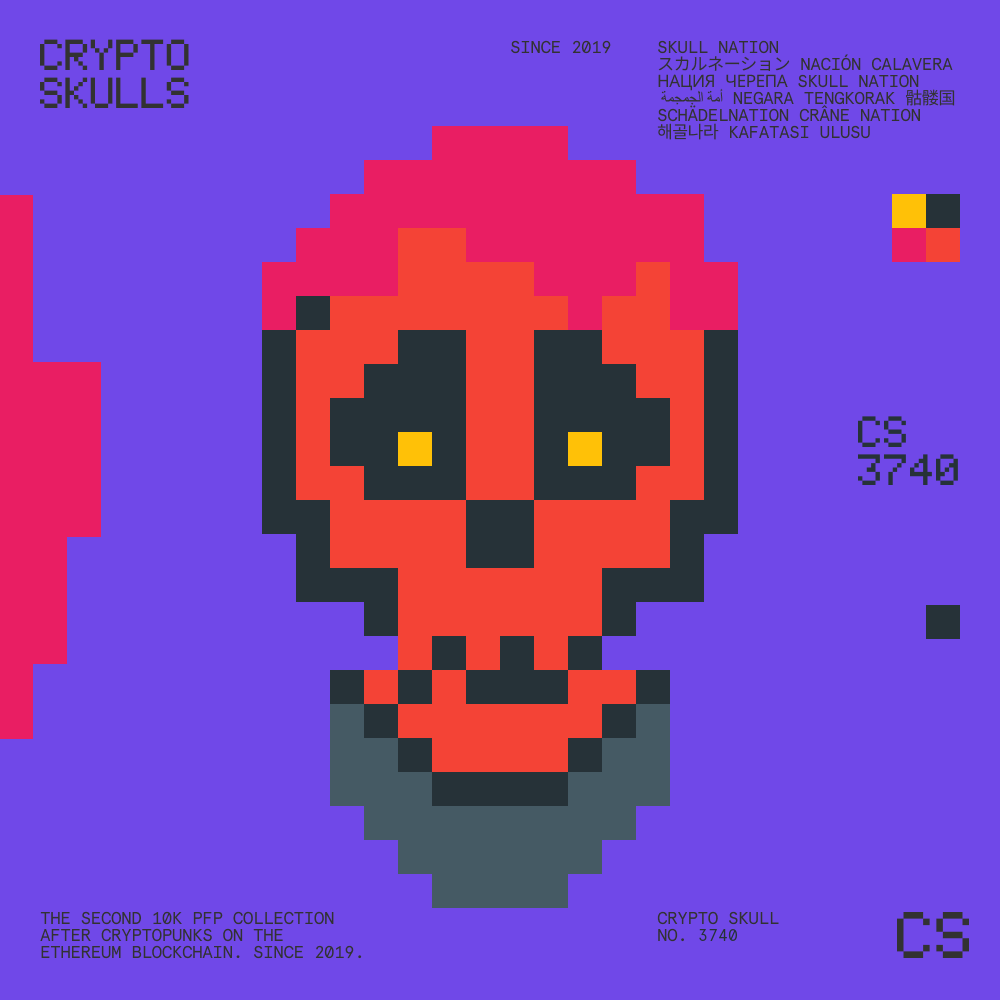 CRYPTO
SKULLS
SINCE 2019
SKULL NATION
スカルネーション NACIÓN CALAVERA
НАЦИЯ ЧЕРЕПА SKULL NATION
أمة الجمجمة NEGARA TENGKORAK 骷髅国
SCHÄDELNATION CRÂNE NATION
해골나라 KAFATASI ULUSU
CS
3740
THE SECOND 10K PFP COLLECTION
AFTER CRYPTOPUNKS ON THE
ETHEREUM BLOCKCHAIN. SINCE 2019.
CRYPTO SKULL
NO. 3740
CS